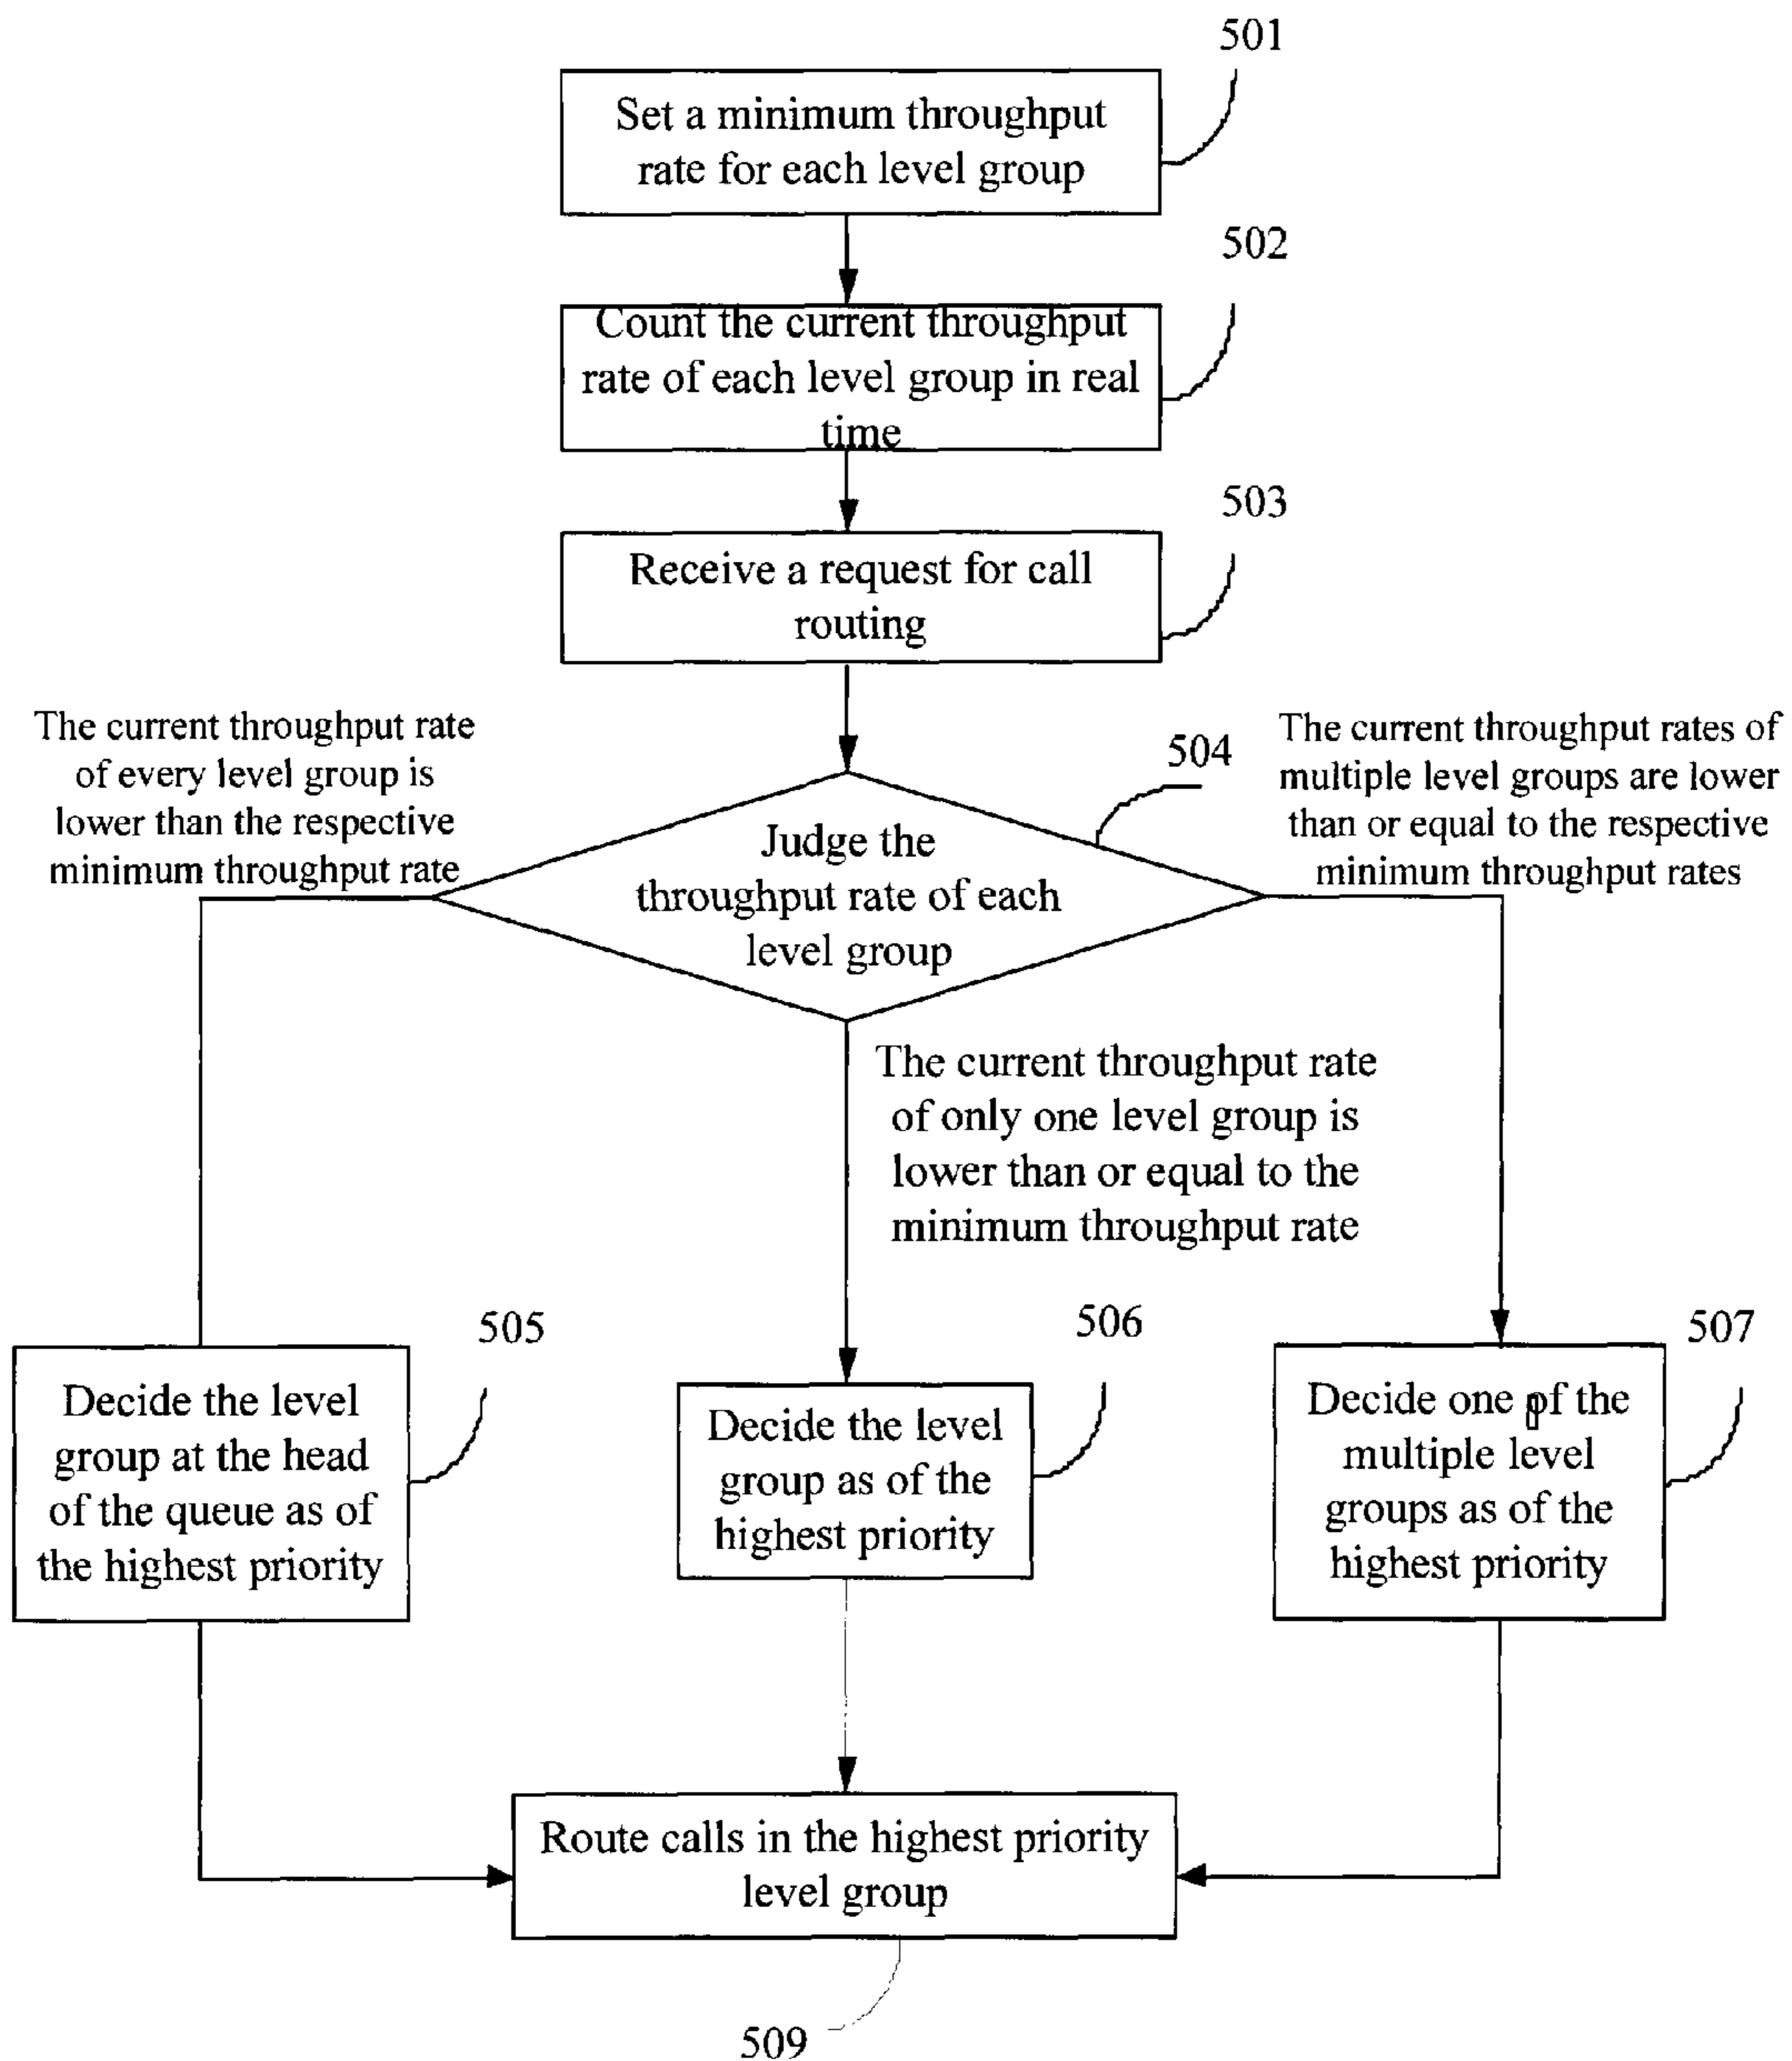 501
Set a minimum throughput
rate for each level group
502
Count the current throughput
rate of each level group in real
time
503
Receive a request for call
routing
The current throughput rate
of every level group is
lower than the respective
minimum throughput rate
504
The current throughput rates of
multiple level groups are lower
than or equal to the respective
minimum throughput rates
Judge the
throughput rate of each
level group
The current throughput rate
of only one level group is
lower than or equal to the
minimum throughput rate
505
506
507
Decide the level
group at the head
of the queue as of
the highest priority
Decide the level
group as of the
highest priority
Decide one of the
multiple level
groups as of the
highest priority
Route calls in the highest priority
level group
509